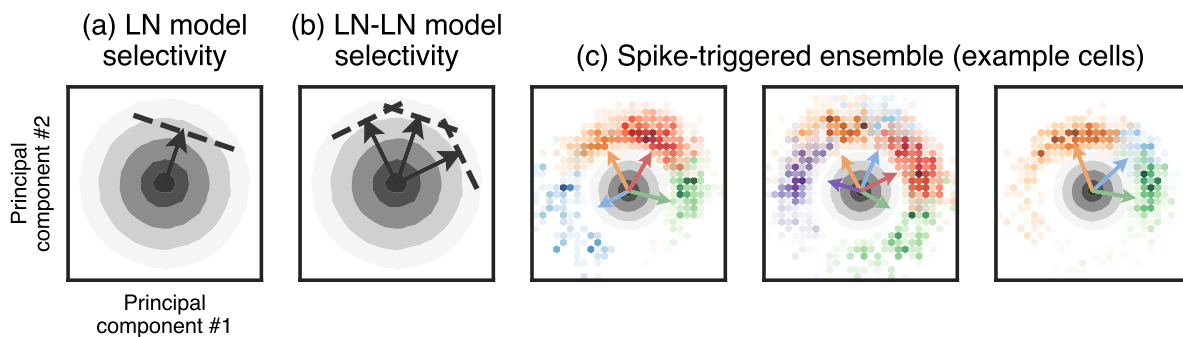 (a) LN model
selectivity
(b) LN-LN model
selectivity
(c) Spike-triggered ensemble (example cells)
Principal
component #2
Principal
component #1